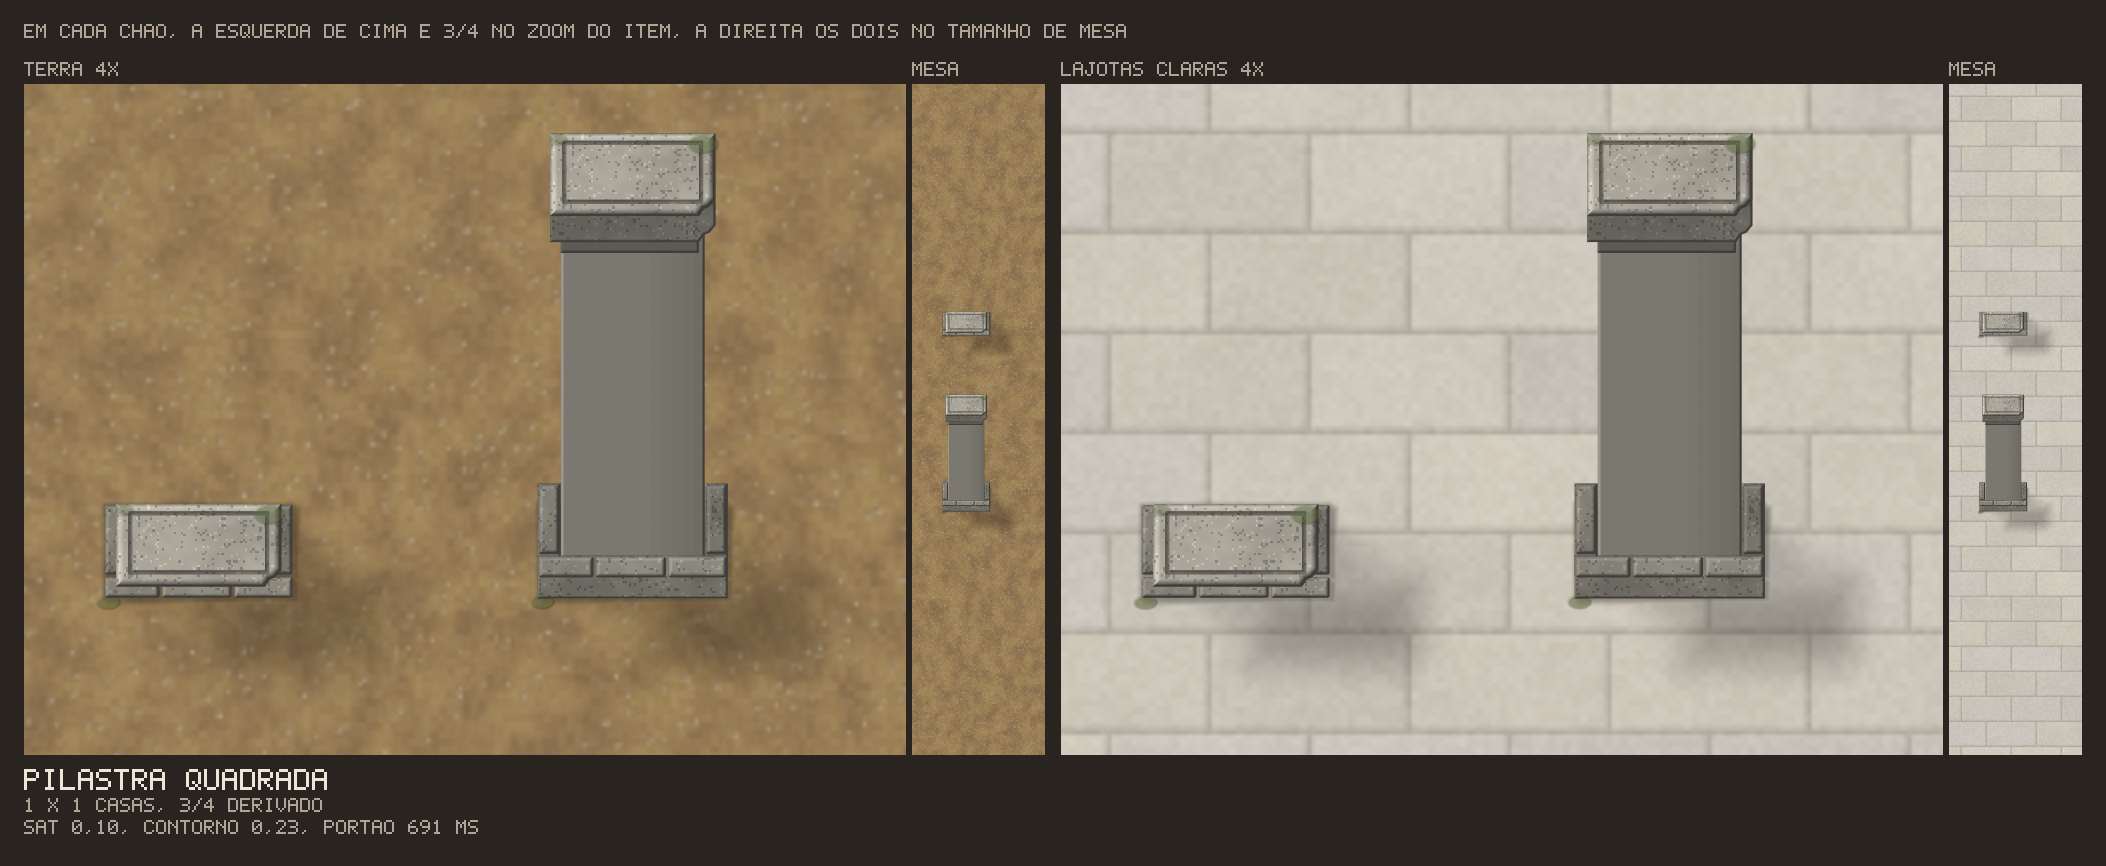 EM CADA CHAO, A ESQUERDA DE CIMA E 3/4 NO ZOOM DO ITEM, A DIREITA OS DOIS NO TAMANHO DE MESA
TERRA 4X
MESA
LAJOTAS CLARAS 4X
MESA
PILASTRA QUADRADA
1 X 1 CASAS, 3/4 DERIVADO
SAT 0,10, CONTORNO 0,23, PORTAO 691 MS